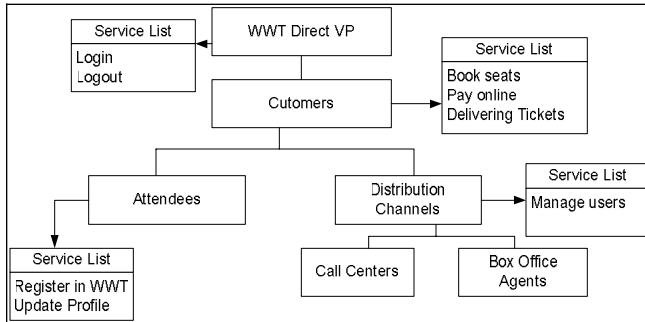 Service List
Login
Logout
WWT Direct VP
Service List
Book seats
Pay online
Delivering Tickets
Cutomers
Attendees
Distribution
Channels
Service List
Manage users
Service List
Register in WWT
Update Profile
Call Centers
Box Office
Agents